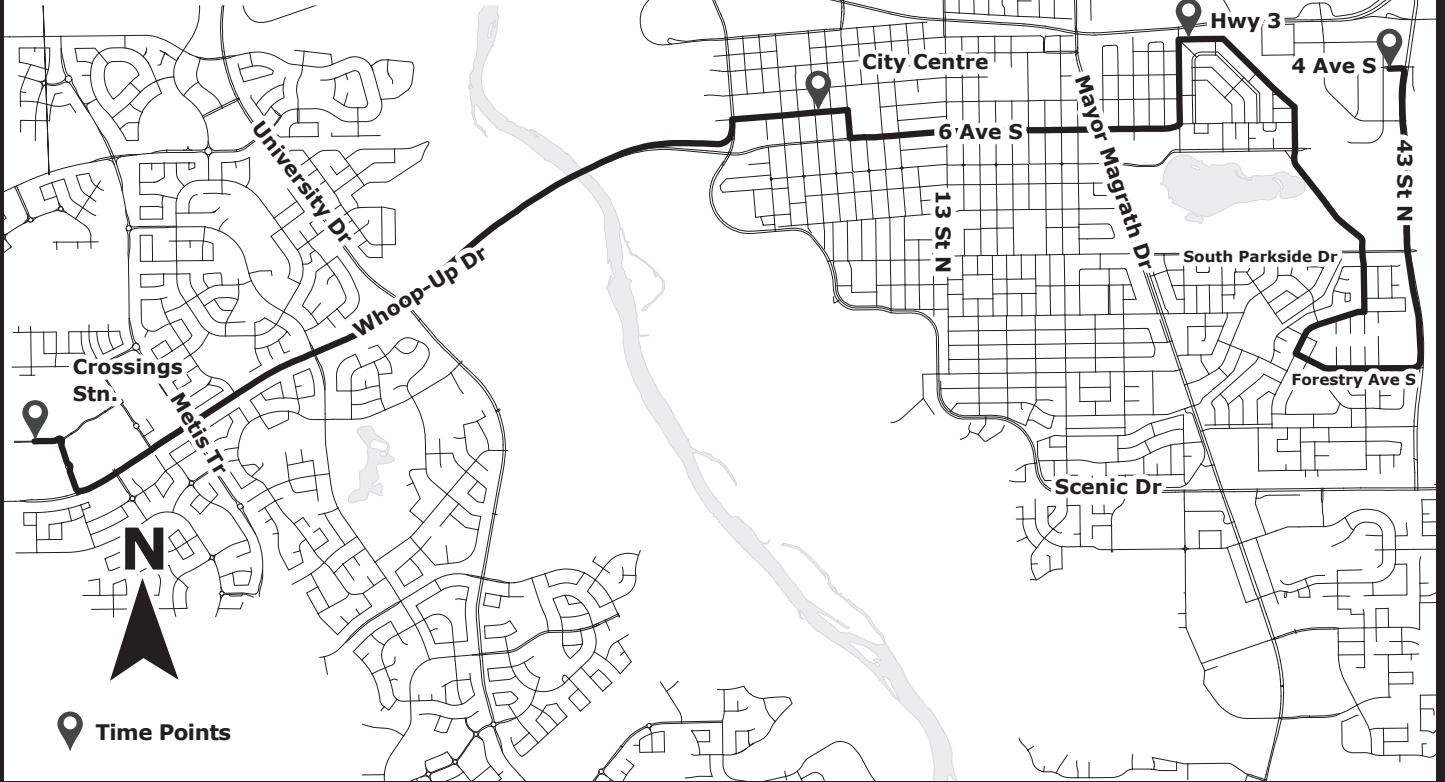 Hwy 3
City Centre
4 Ave S
Mayor Magrath Dr
6 Ave S
University Dr
43 St N
13 St N
Whoop-Up Dr
South Parkside Dr
Crossings
Stn.
Forestry Ave S
Metis Tr
Scenic Dr
N
Time Points